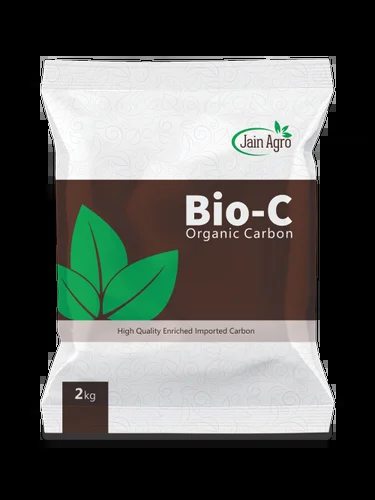 Jain Agro
Bio-C
Organic Carbon
High Quality Enriched Imported Carbon
2kg